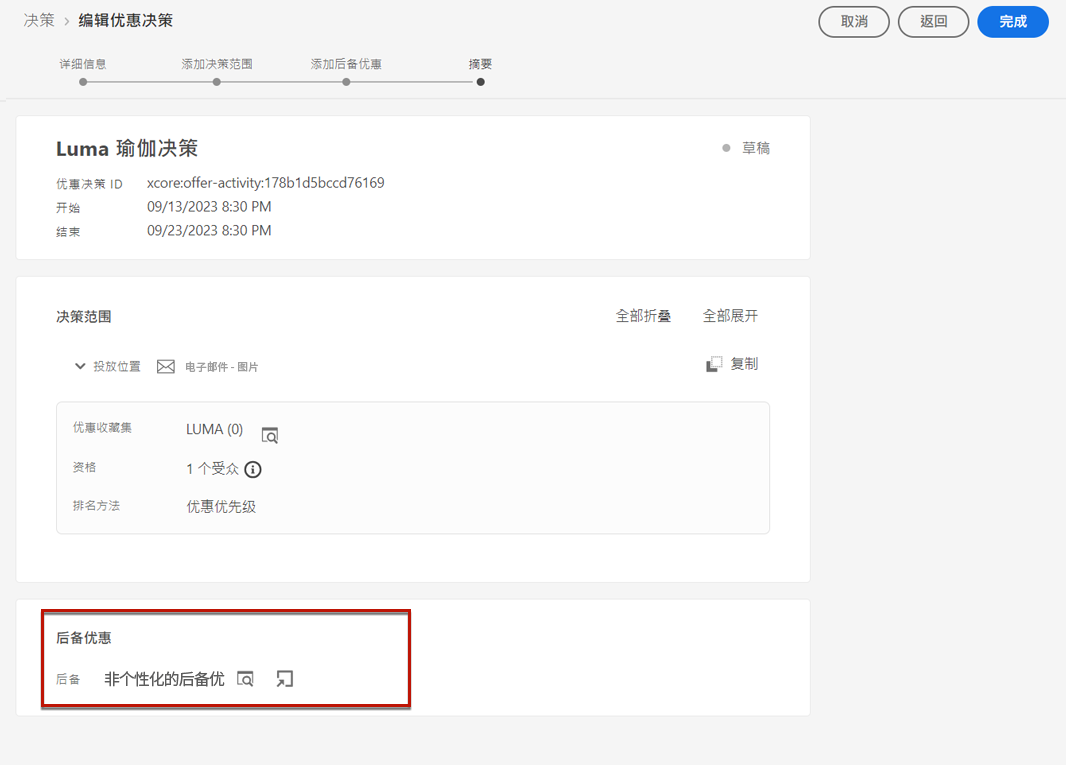 决策 > 编辑优惠决策
取消 返回 完成
详细信息 添加决策范围 添加后备优惠 摘要
Luma 瑜伽决策 草稿
优惠决策 ID xcore:offer-activity:178b1d5bccd76169
开始 09/13/2023 8:30 PM
结束 09/23/2023 8:30 PM
决策范围 全部折叠 全部展开
投放位置 电子邮件 - 图片 复制
优惠收藏集 LUMA (0)
资格 1 个受众
排名方法 优惠优先级
后备优惠
后备 非个性化的后备优